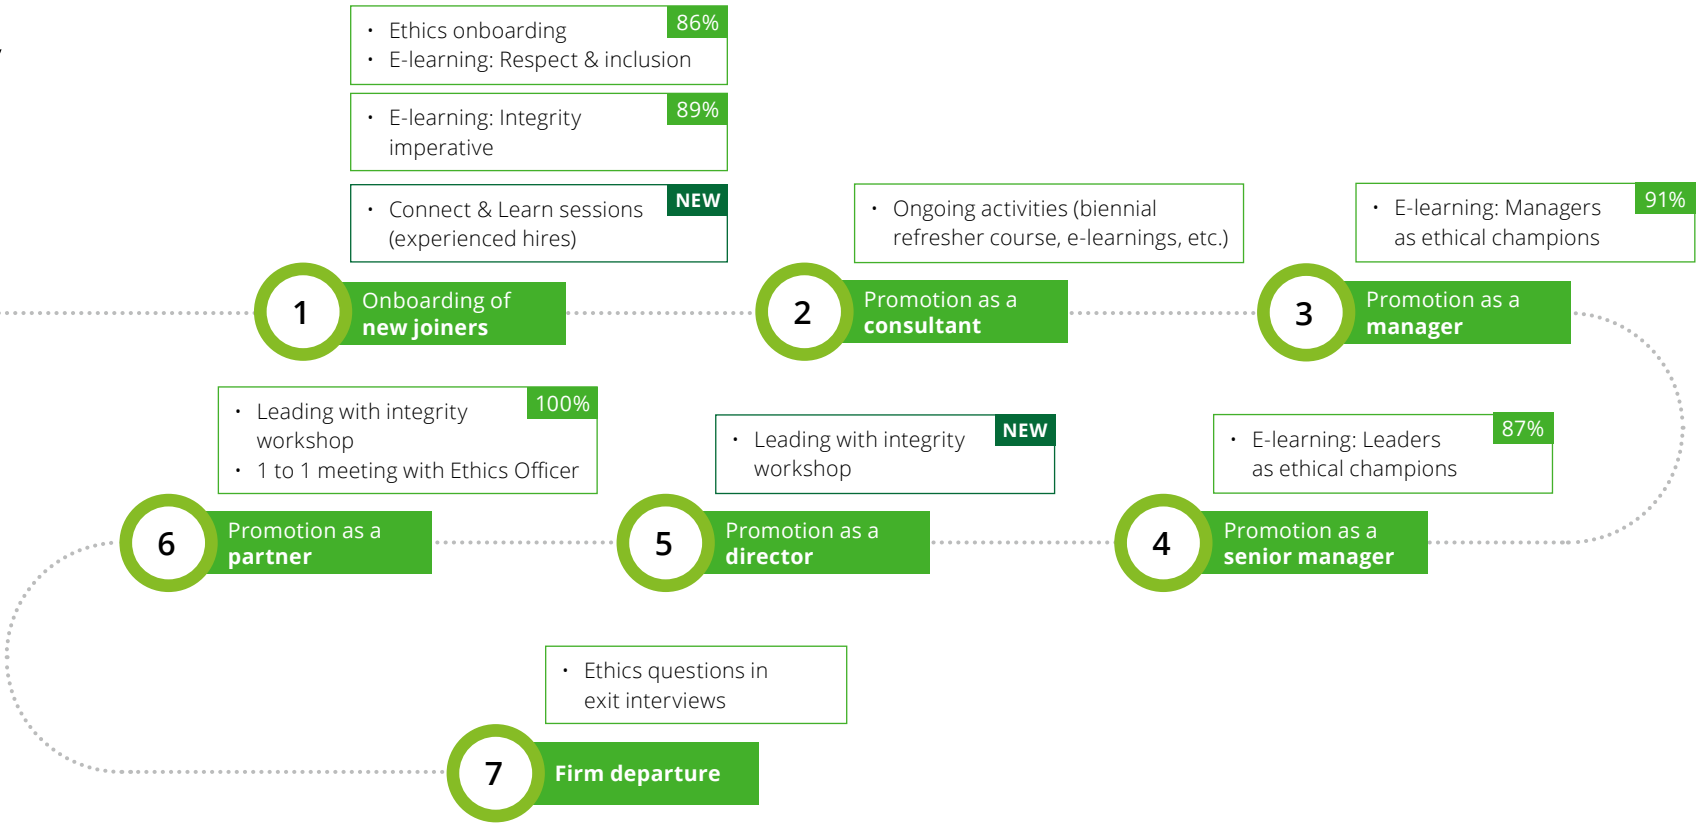 • Ethics onboarding
86%
• E-learning: Respect & inclusion
• E-learning: Integrity
imperative
89%
• Connect & Learn sessions
(experienced hires)
NEW
1
Onboarding of
new joiners
• Ongoing activities (biennial
refresher course, e-learnings, etc.)
2
Promotion as a
consultant
• E-learning: Managers
as ethical champions
91%
3
Promotion as a
manager
• E-learning: Leaders
as ethical champions
87%
4
Promotion as a
senior manager
• Leading with integrity
workshop
NEW
5
Promotion as a
director
• Leading with integrity
workshop
100%
• 1 to 1 meeting with Ethics Officer
6
Promotion as a
partner
• Ethics questions in
exit interviews
7
Firm departure